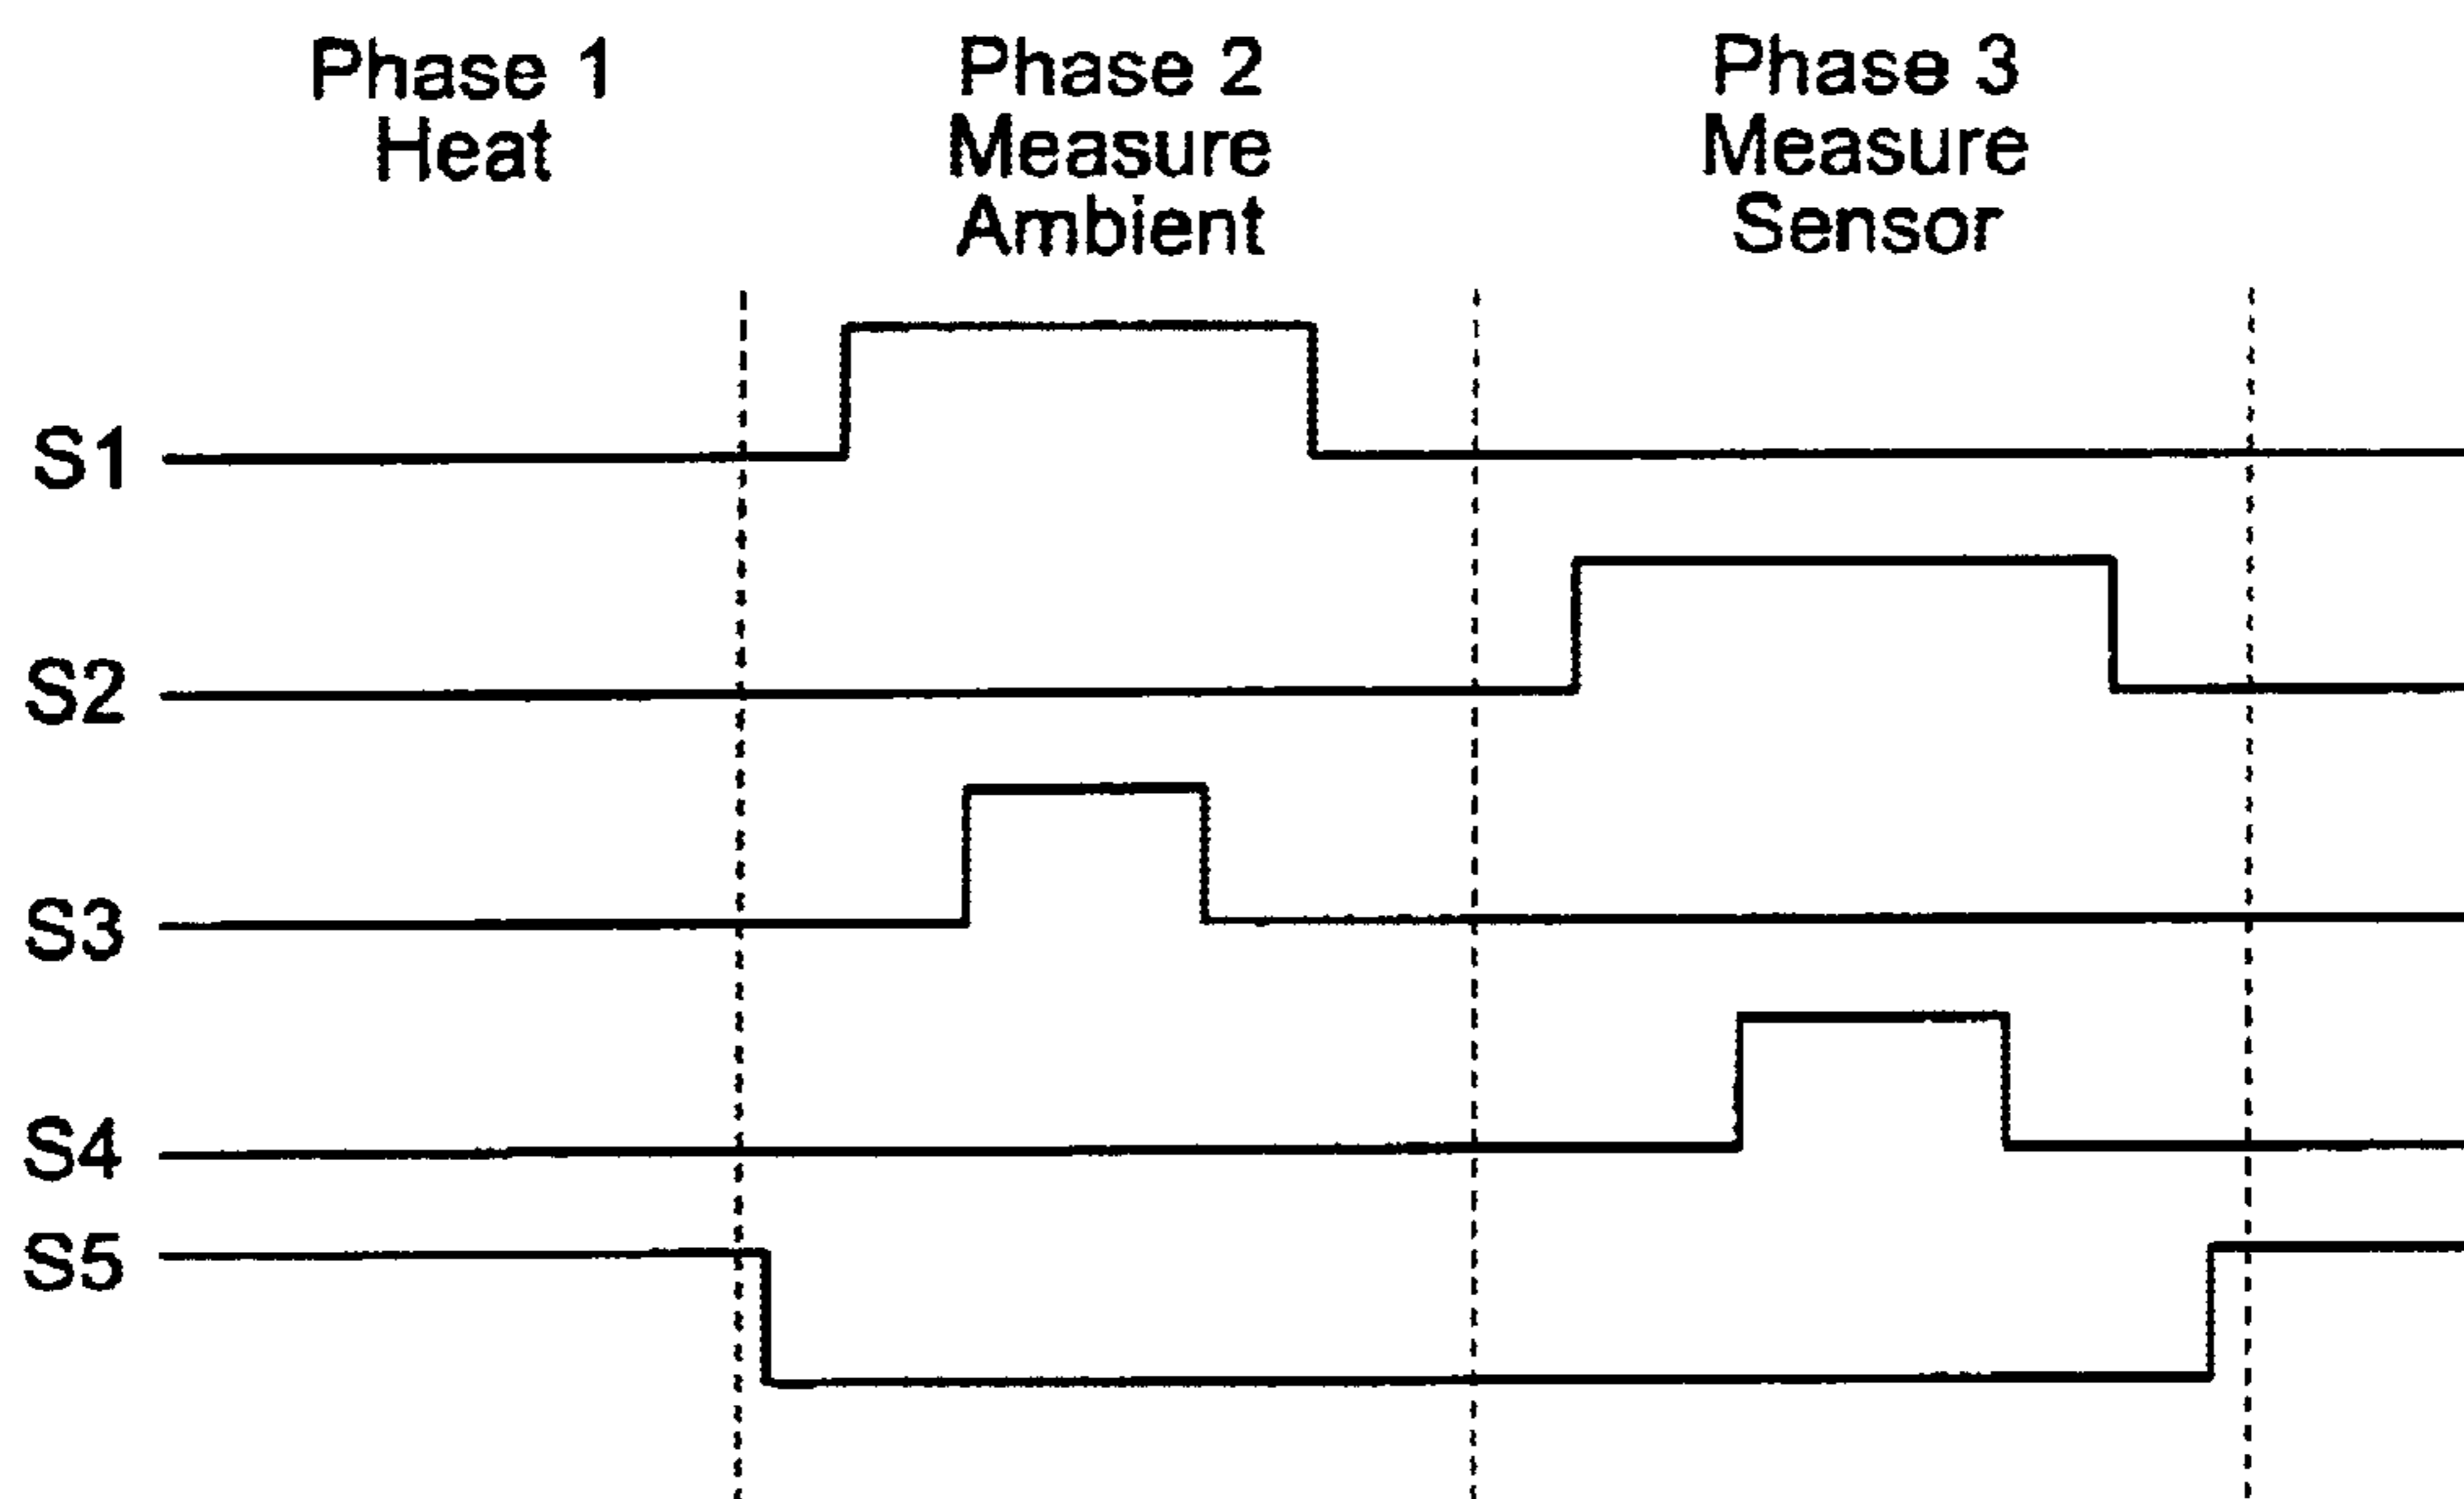 Phase 1
Heat
Phase 2
Measure
Ambient
Phase 3
Measure
Sensor
S1
S2
S3
S4
S5